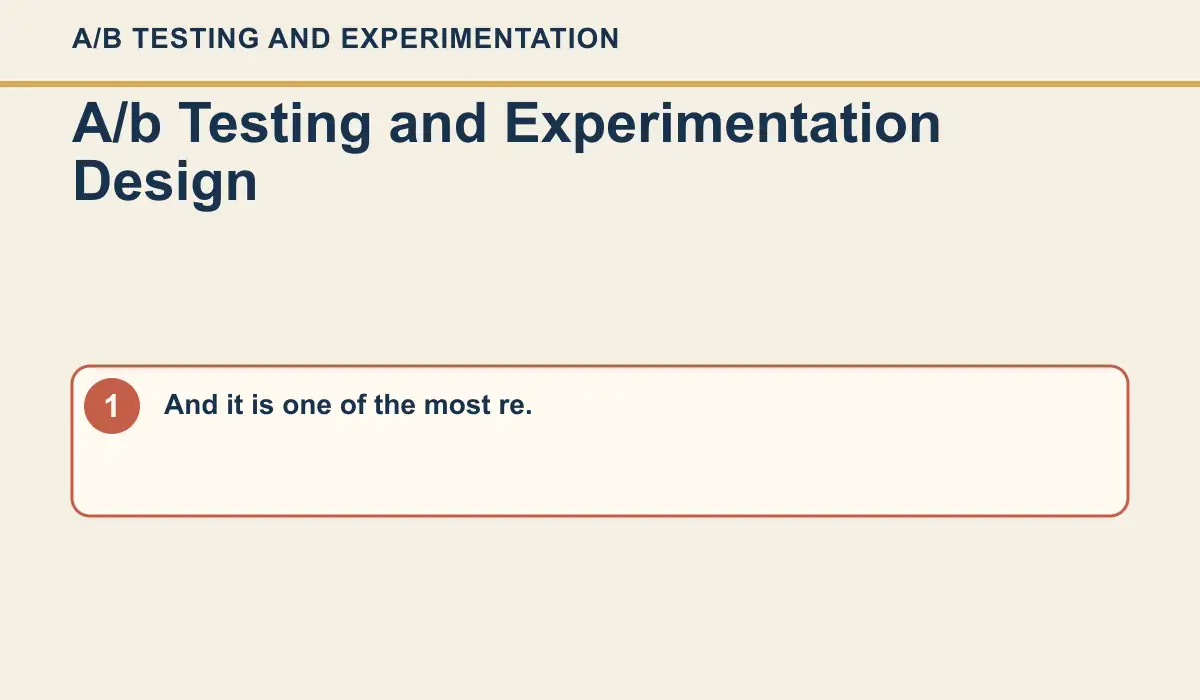 A/B TESTING AND EXPERIMENTATION
A/b Testing and Experimentation
Design
1
And it is one of the most re.